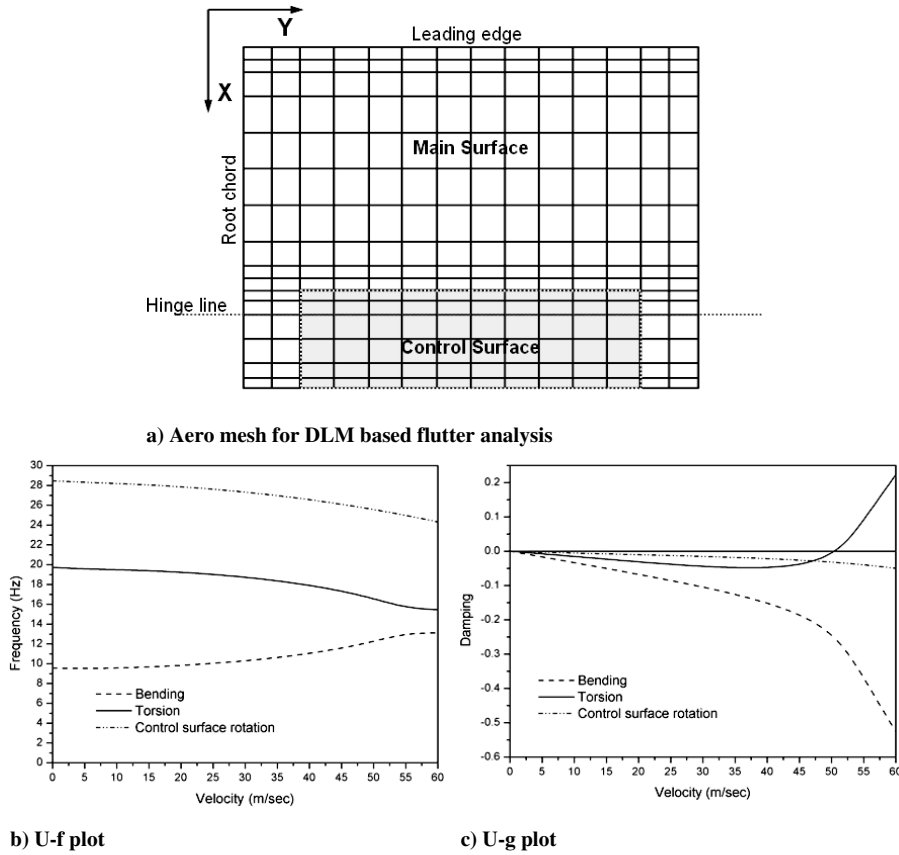 Y
X
Leading edge
Main Surface
Root chord
Hinge line
Control Surface
a) Aero mesh for DLM based flutter analysis
30
28
26
24
22
20
18
16
14
12
10
8
6
4
2
0
Frequency (Hz)
Bending
Torsion
Control surface rotation
0 5 10 15 20 25 30 35 40 45 50 55 60
Velocity (m/sec)
b) U-f plot
0.2
0.1
0.0
-0.1
-0.2
-0.3
-0.4
-0.5
-0.6
Damping
Bending
Torsion
Control surface rotation
0 5 10 15 20 25 30 35 40 45 50 55 60
Velocity (m/sec)
c) U-g plot